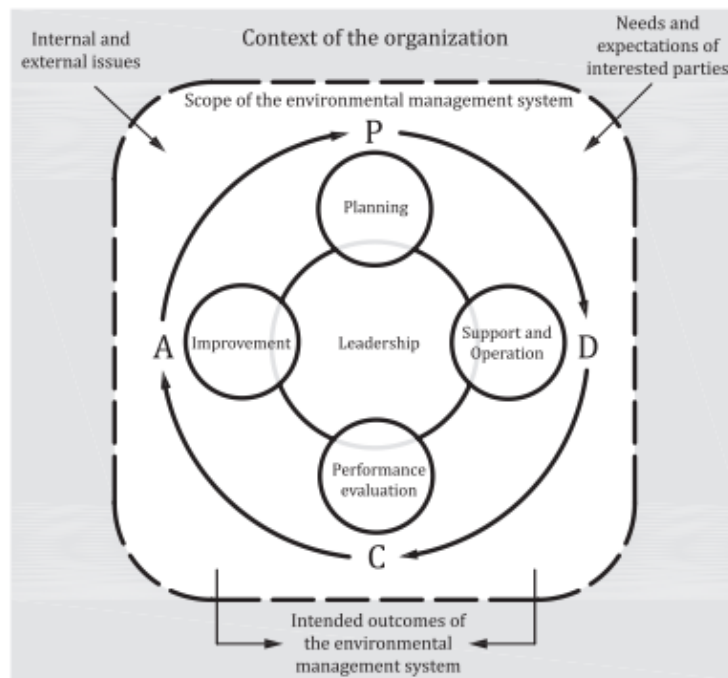 Internal and
external issues
Context of the organization
Needs and
expectations of
interested parties
Scope of the environmental management system
P
Planning
A
Improvement
Leadership
Support and
Operation
D
Performance
evaluation
C
Intended outcomes of
the environmental
management system